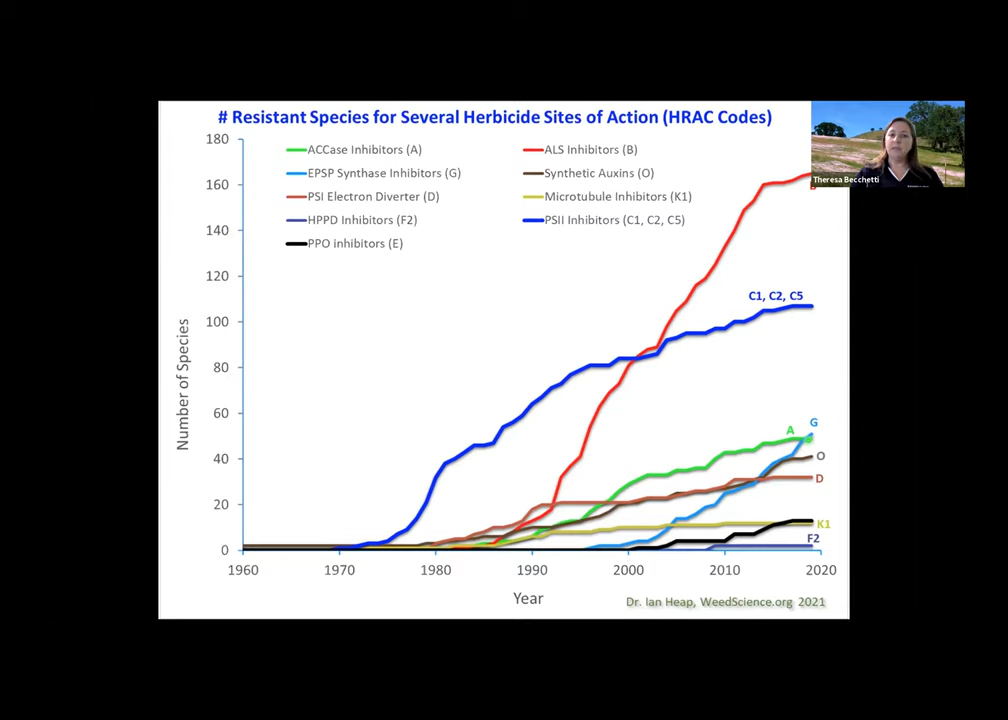 # Resistant Species for Several Herbicide Sites of Action (HRAC Codes)
Theresa Becchetti
ACCase Inhibitors (A)
ALS Inhibitors (B)
EPSP Synthase Inhibitors (G)
Synthetic Auxins (O)
PSI Electron Diverter (D)
Microtubule Inhibitors (K1)
HPPD Inhibitors (F2)
PSII Inhibitors (C1, C2, C5)
PPO inhibitors (E)
Number of Species
180
160
140
120
100
80
60
40
20
0
C1, C2, C5
G
A
O
D
K1
F2
1960
1970
1980
1990
2000
2010
2020
Year
Dr. Ian Heap, WeedScience.org 2021